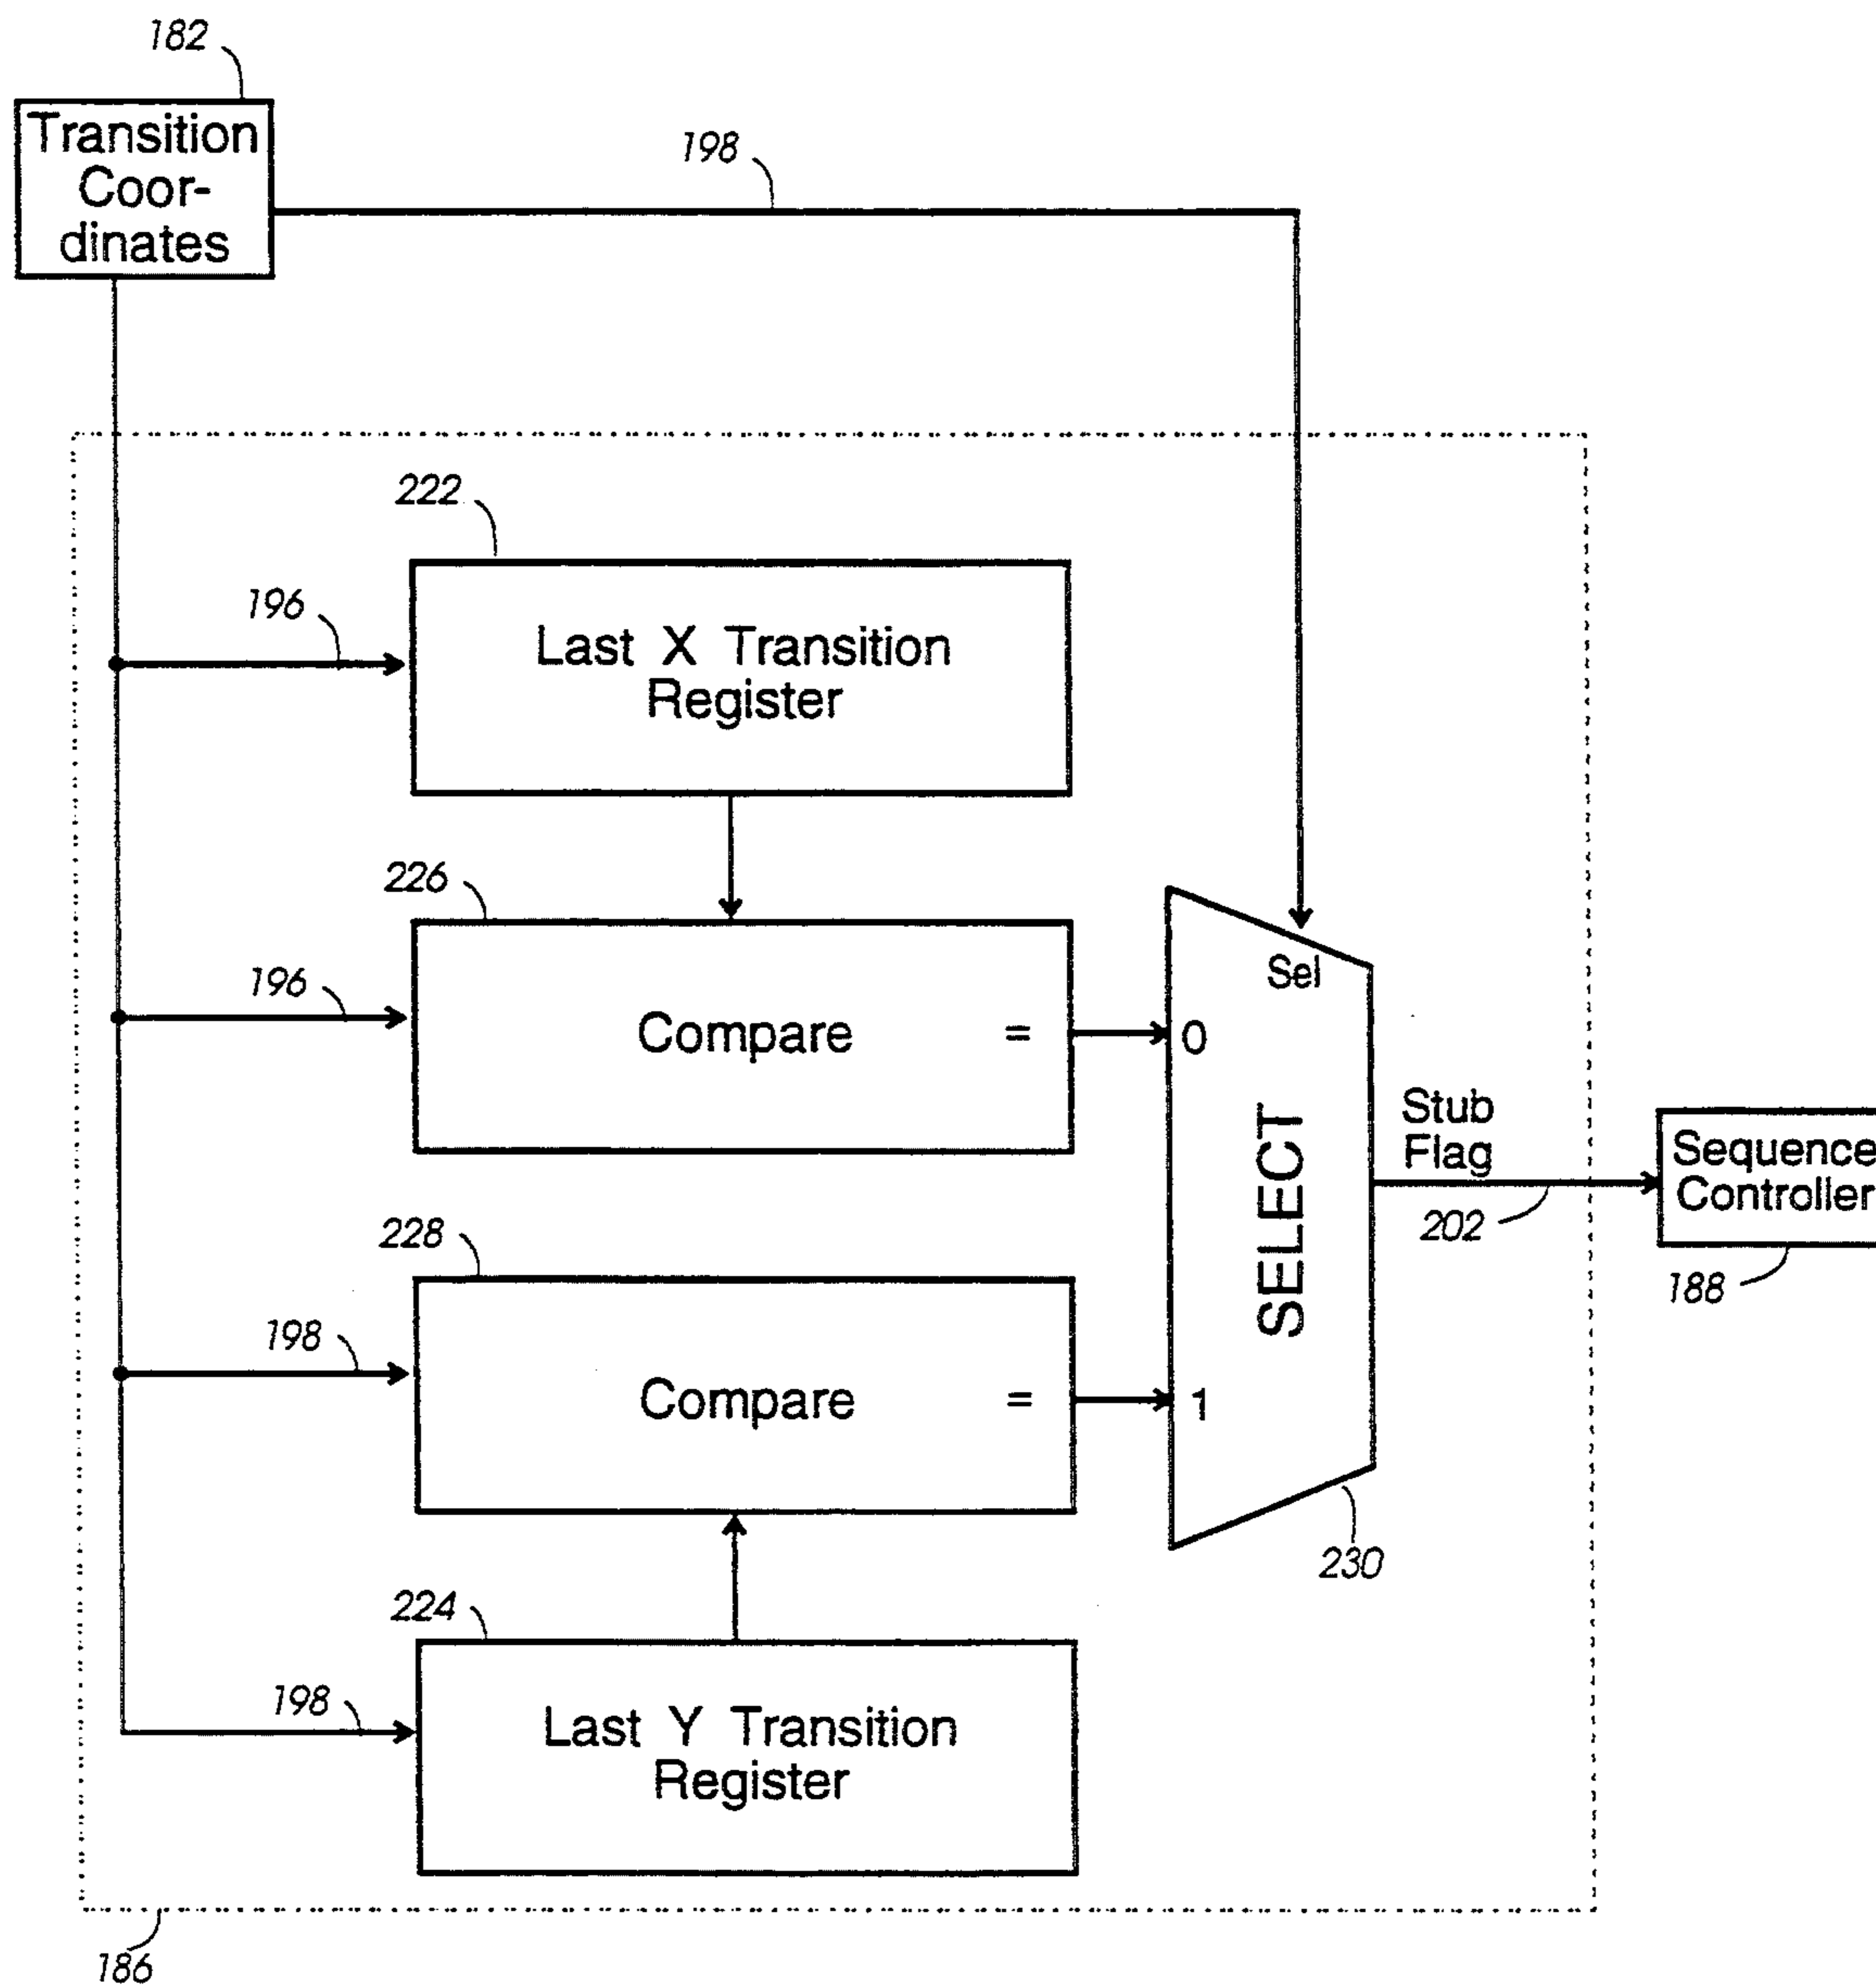 182
Transition
Coor-
dinates
198
222
196
Last X Transition
Register
226
196
Compare =
Sel
0
SELECT
Stub
Flag
202
Sequence
Controller
188
228
198
Compare =
1
230
224
198
Last Y Transition
Register
186